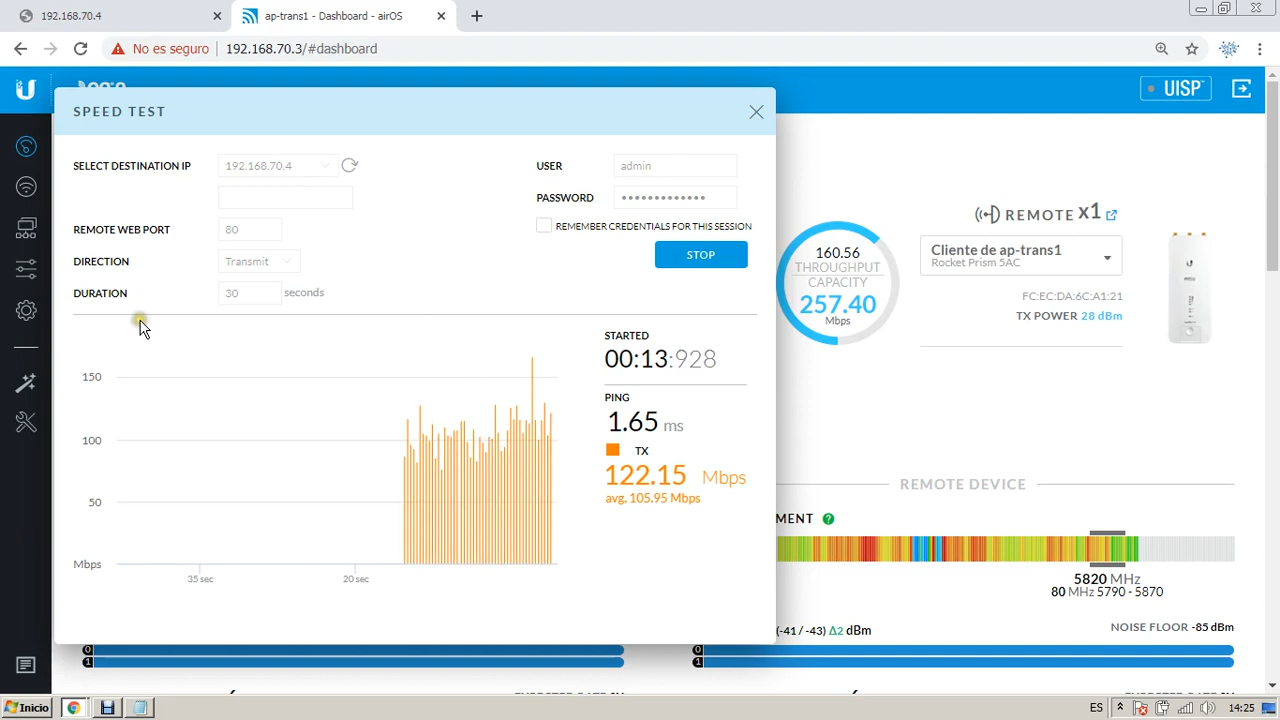 192.168.70.4
ap-trans1 - Dashboard - airOS
No es seguro
192.168.70.3/#dashboard
UISP
SPEED TEST
SELECT DESTINATION IP
192.168.70.4
USER
admin
PASSWORD
•••••••••••••
REMOTE WEB PORT
80
REMEMBER CREDENTIALS FOR THIS SESSION
DIRECTION
Transmit
STOP
DURATION
30
seconds
STARTED
00:13:928
PING
1.65 ms
TX
122.15 Mbps
avg. 105.95 Mbps
150
100
50
Mbps
35 sec
20 sec
160.56
THROUGHPUT
CAPACITY
257.40
Mbps
REMOTE x1
Cliente de ap-trans1
Rocket Prism 5AC
FC:EC:DA:6C:A1:21
TX POWER 28 dBm
REMOTE DEVICE
MENT
5820 MHz
80 MHz 5790 - 5870
(-41 / -43) Δ2 dBm
NOISE FLOOR -85 dBm
0
1
0
1
Inicio
ES
14:25